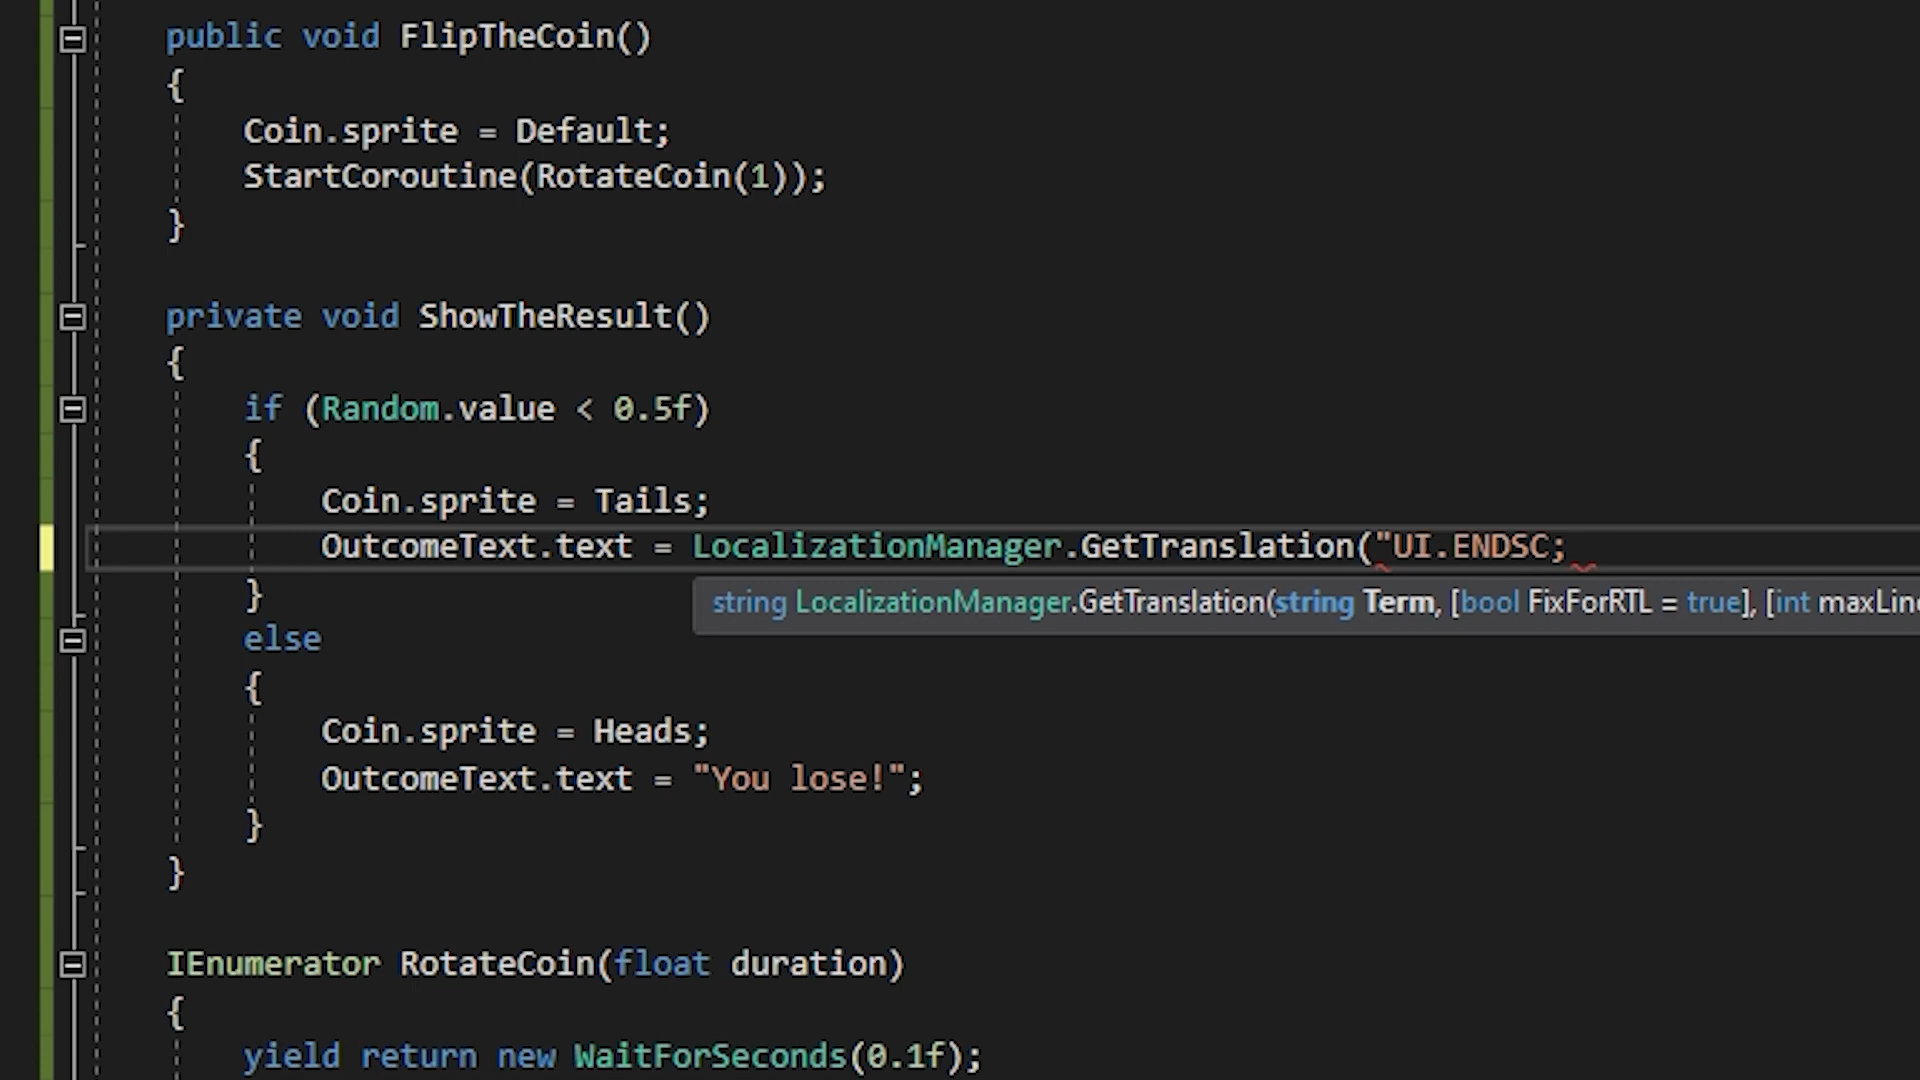 public void FlipTheCoin()
{
Coin.sprite = Default;
StartCoroutine(RotateCoin(1));
}
private void ShowTheResult()
{
if (Random.value < 0.5f)
{
Coin.sprite = Tails;
OutcomeText.text = LocalizationManager.GetTranslation("UI.ENDSC;
}
string LocalizationManager.GetTranslation(string Term, [bool FixForRTL = true], [int maxLine
else
{
Coin.sprite = Heads;
OutcomeText.text = "You lose!";
}
}
IEnumerator RotateCoin(float duration)
{
yield return new WaitForSeconds(0.1f);